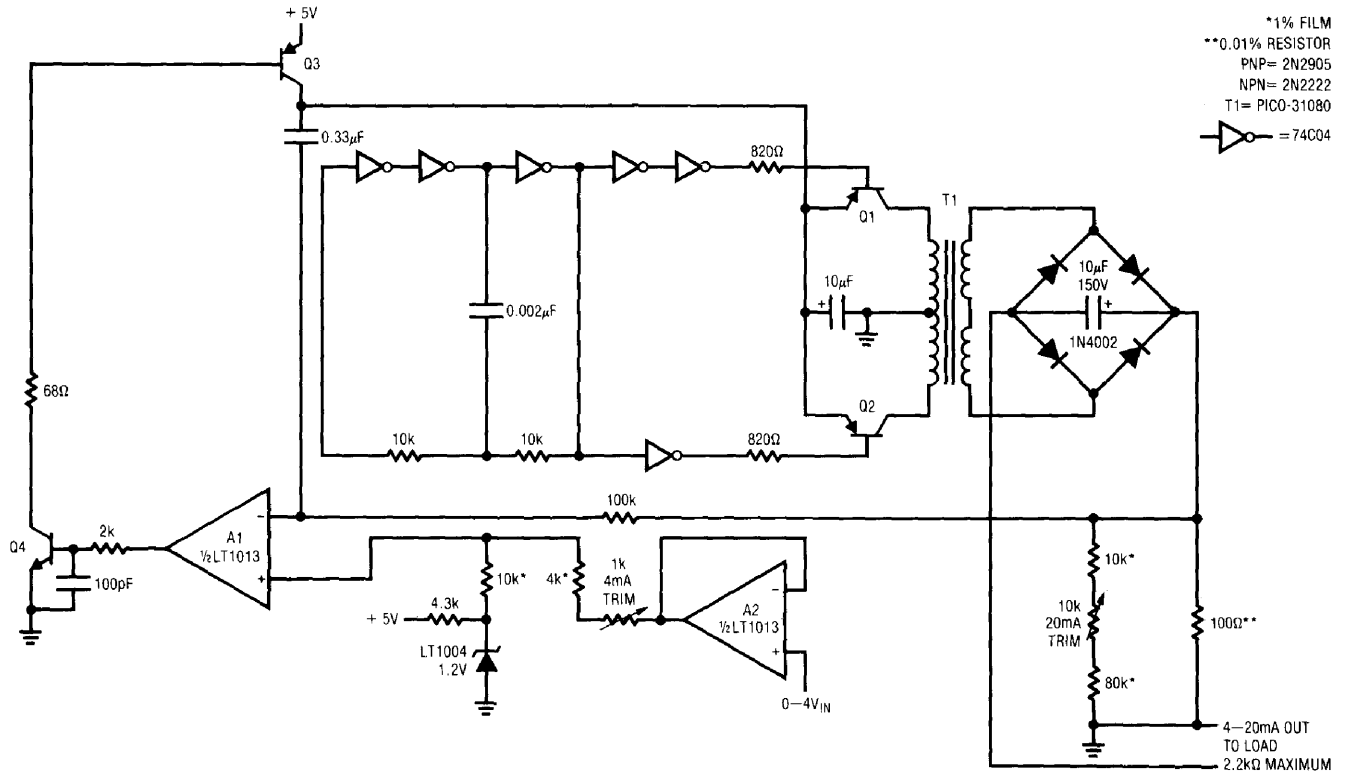 + 5V
Q3
*1% FILM
**0.01% RESISTOR
PNP= 2N2905
NPN= 2N2222
T1= PICO-31080
= 74C04
0.33μF
820Ω
Q1
T1
10μF
150V
+
1N4002
10μF
+
0.002μF
68Ω
Q2
10k
10k
820Ω
100k
Q4
2k
100pF
A1
½LT1013
−
+
10k*
4k*
1k
4mA
TRIM
+ 5V
4.3k
LT1004
1.2V
A2
½LT1013
−
+
0−4VIN
10k*
10k
20mA
TRIM
80k*
100Ω**
4−20mA OUT
TO LOAD
2.2kΩ MAXIMUM